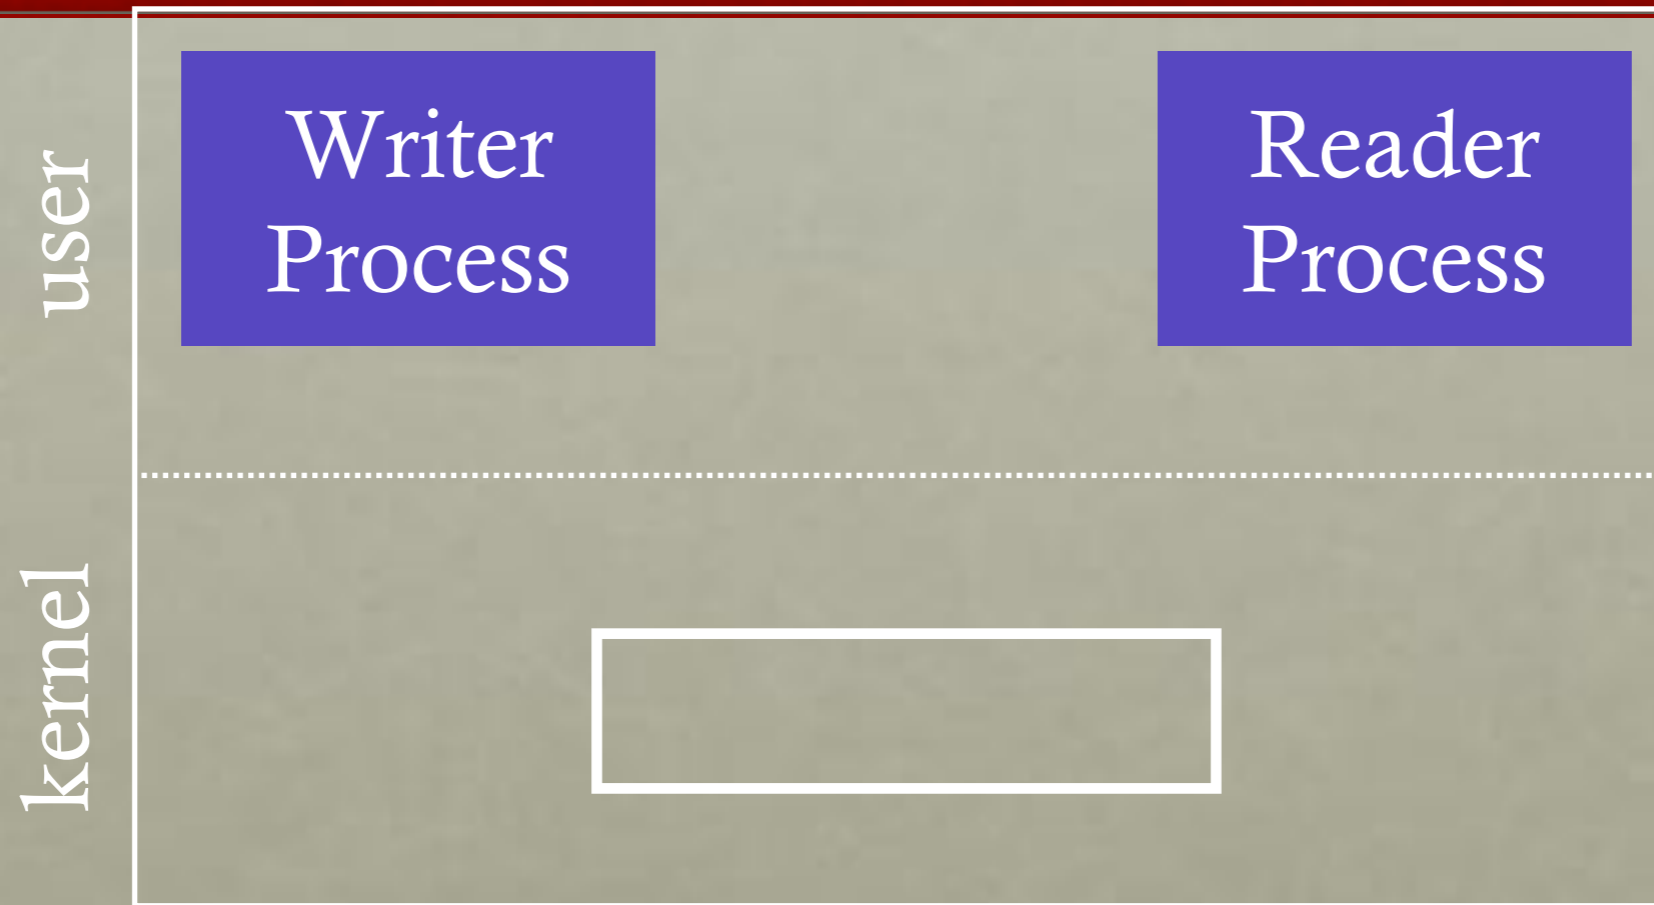 user
Writer
Process
Reader
Process
kernel